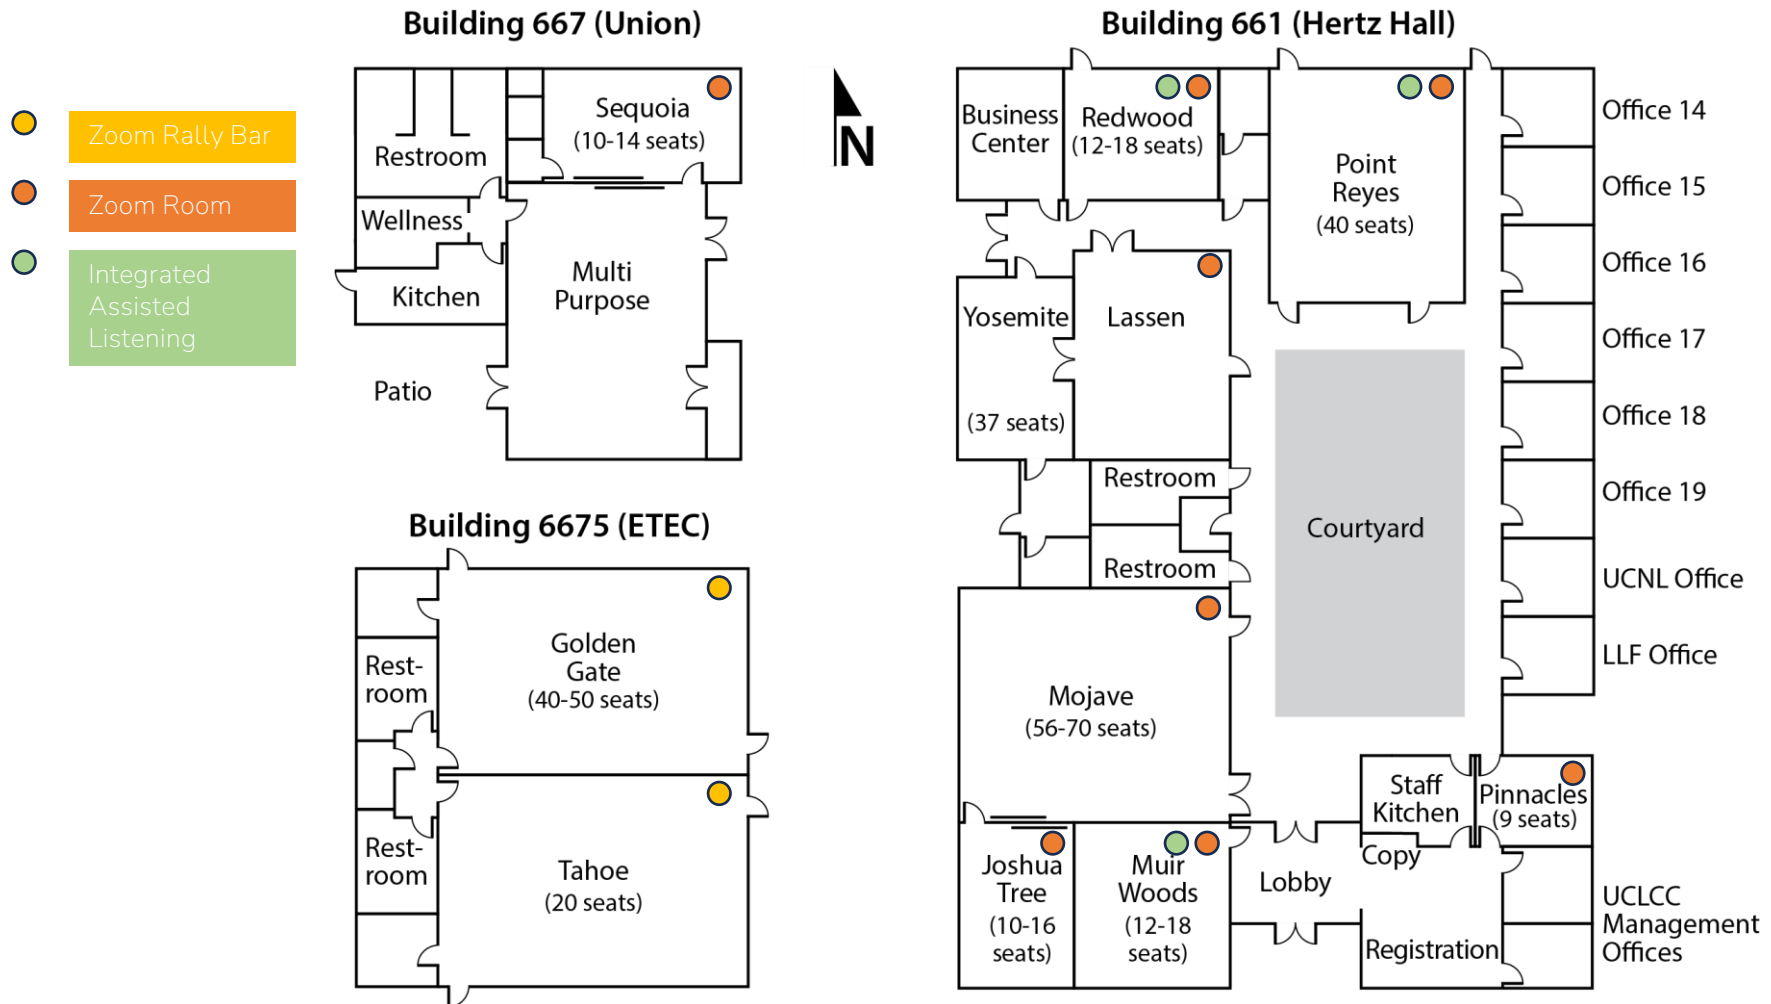 Building 667 (Union)
Building 661 (Hertz Hall)
Zoom Rally Bar
Zoom Room
Integrated
Assisted
Listening
Sequoia
(10-14 seats)
Restroom
Wellness
Kitchen
Multi
Purpose
Patio
N
Business
Center
Redwood
(12-18 seats)
Point
Reyes
(40 seats)
Yosemite
(37 seats)
Lassen
Restroom
Restroom
Courtyard
Office 14
Office 15
Office 16
Office 17
Office 18
Office 19
UCNL Office
LLF Office
Building 6675 (ETEC)
Golden
Gate
(40-50 seats)
Rest-
room
Rest-
room
Tahoe
(20 seats)
Mojave
(56-70 seats)
Joshua
Tree
(10-16
seats)
Muir
Woods
(12-18
seats)
Lobby
Staff
Kitchen
Pinnacles
(9 seats)
Copy
Registration
UCLCC
Management
Offices